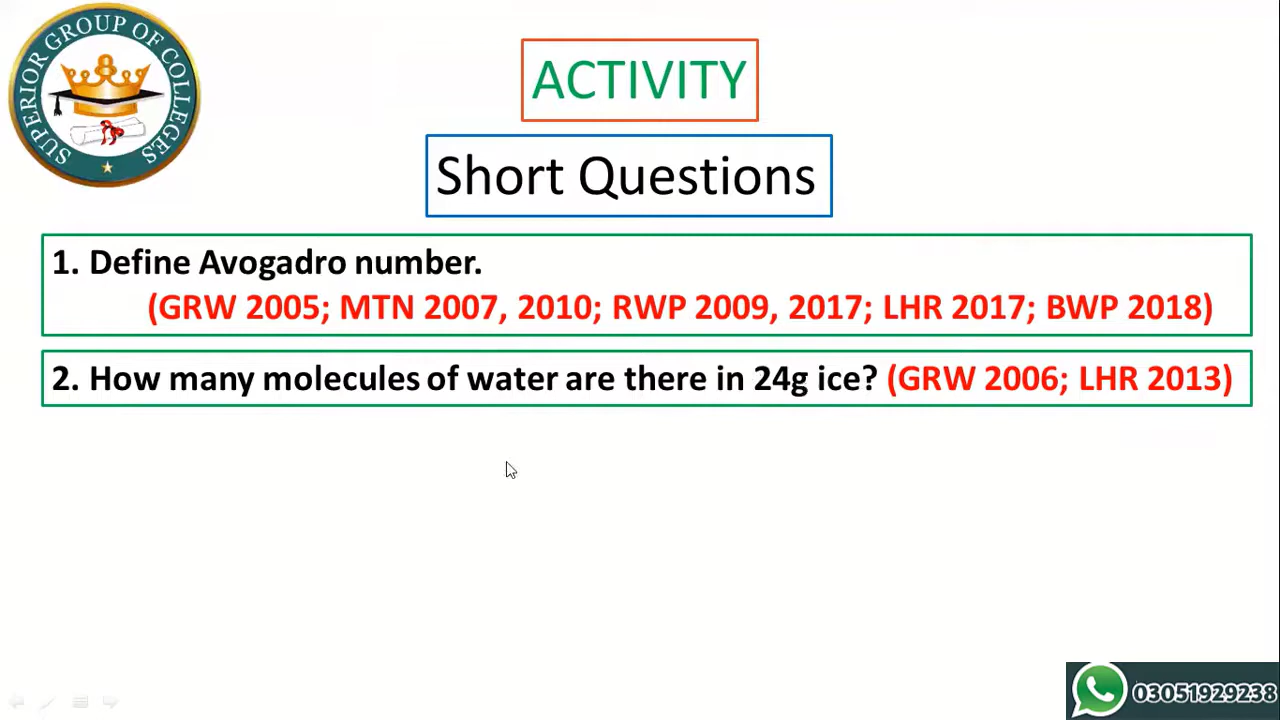 SUPERIOR GROUP OF COLLEGES
ACTIVITY
Short Questions
1. Define Avogadro number.
(GRW 2005; MTN 2007, 2010; RWP 2009, 2017; LHR 2017; BWP 2018)
2. How many molecules of water are there in 24g ice? (GRW 2006; LHR 2013)
03051929238